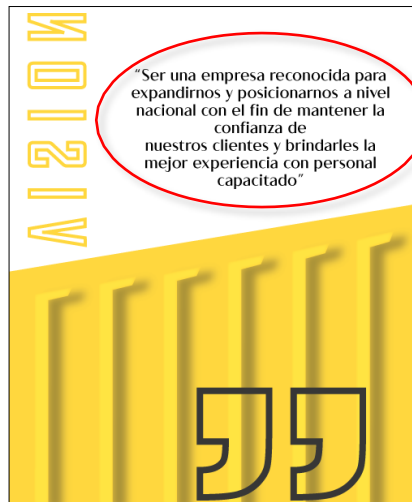 VISION
“Ser una empresa reconocida para
expandirnos y posicionarnos a nivel
nacional con el fin de mantener la
confianza de
nuestros clientes y brindarles la
mejor experiencia con personal
capacitado”